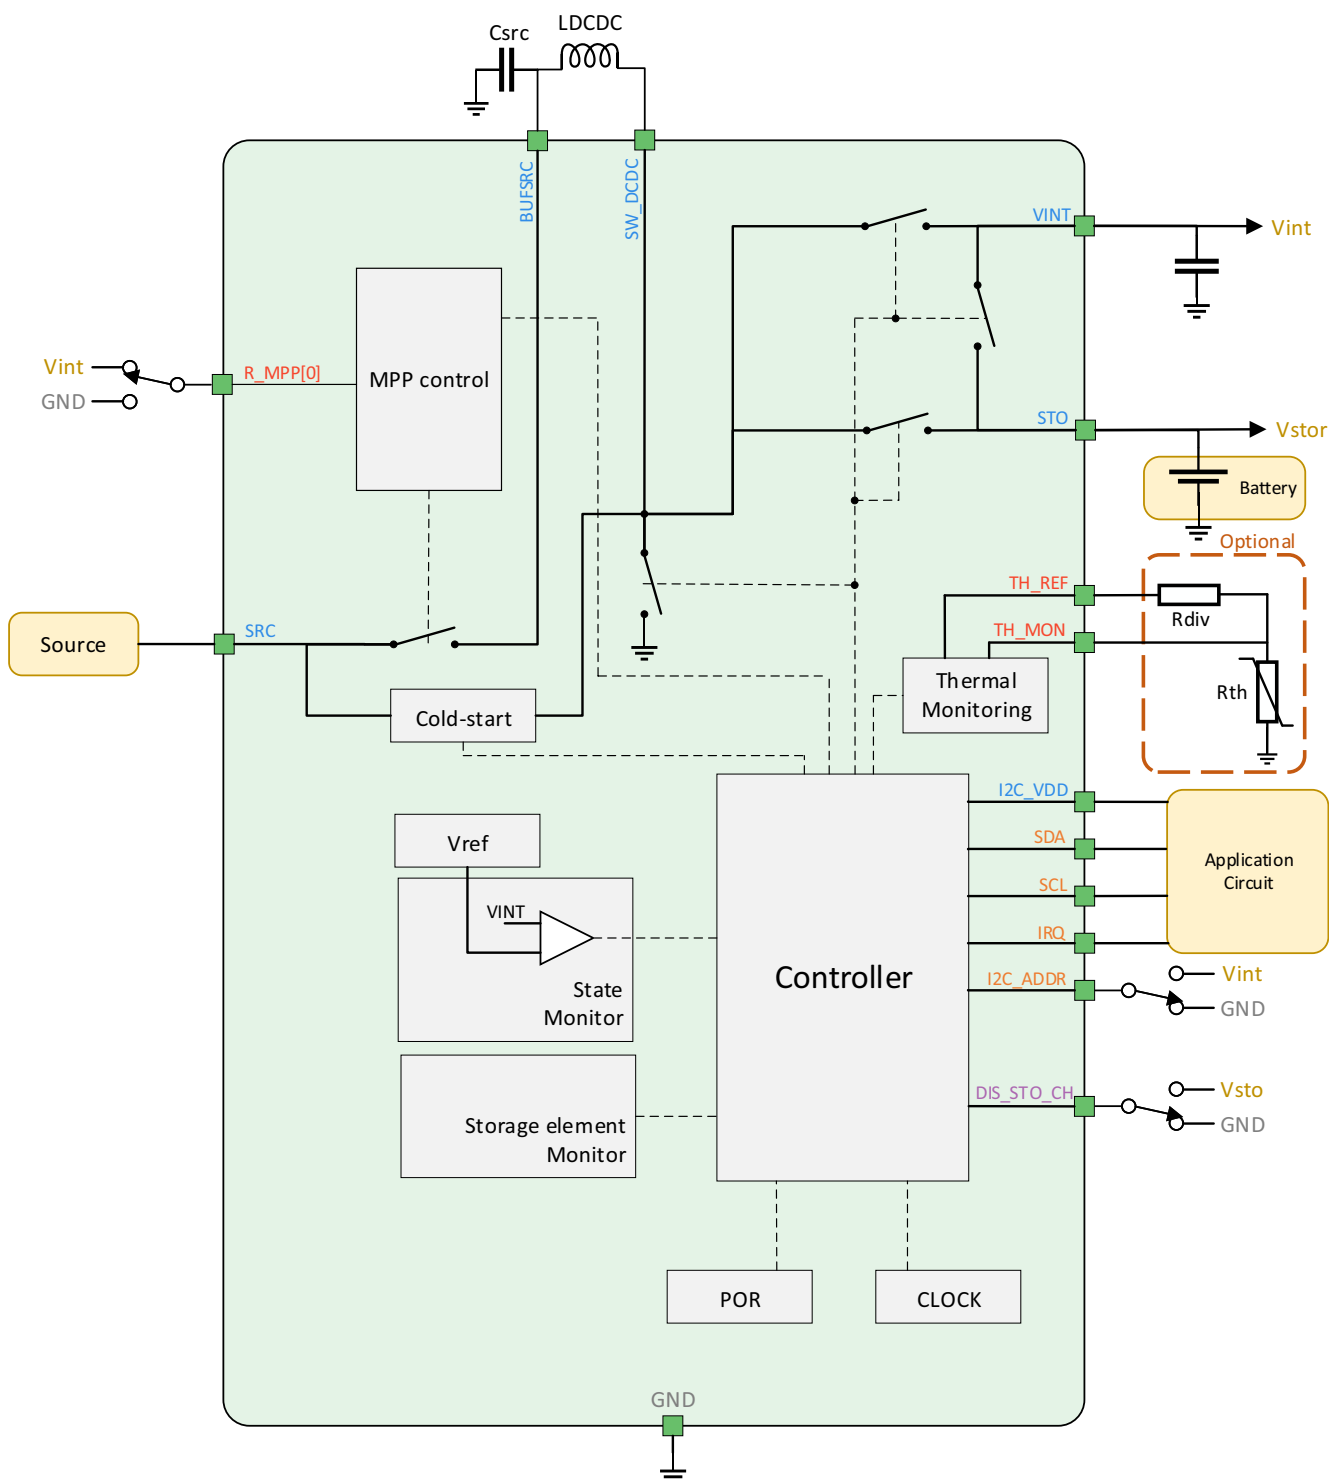 LDCDC
Csrc
BUFSRC
SW_DCDC
VINT
Vint
MPP control
R_MPP[0]
Vint
GND
STO
Vstor
Battery
Optional
TH_REF
Rdiv
TH_MON
Rth
Thermal
Monitoring
Source
SRC
Cold-start
I2C_VDD
SDA
SCL
IRQ
I2C_ADDR
Application
Circuit
Vref
VINT
State
Monitor
Controller
Vint
GND
DIS_STO_CH
Vsto
GND
Storage element
Monitor
POR
CLOCK
GND